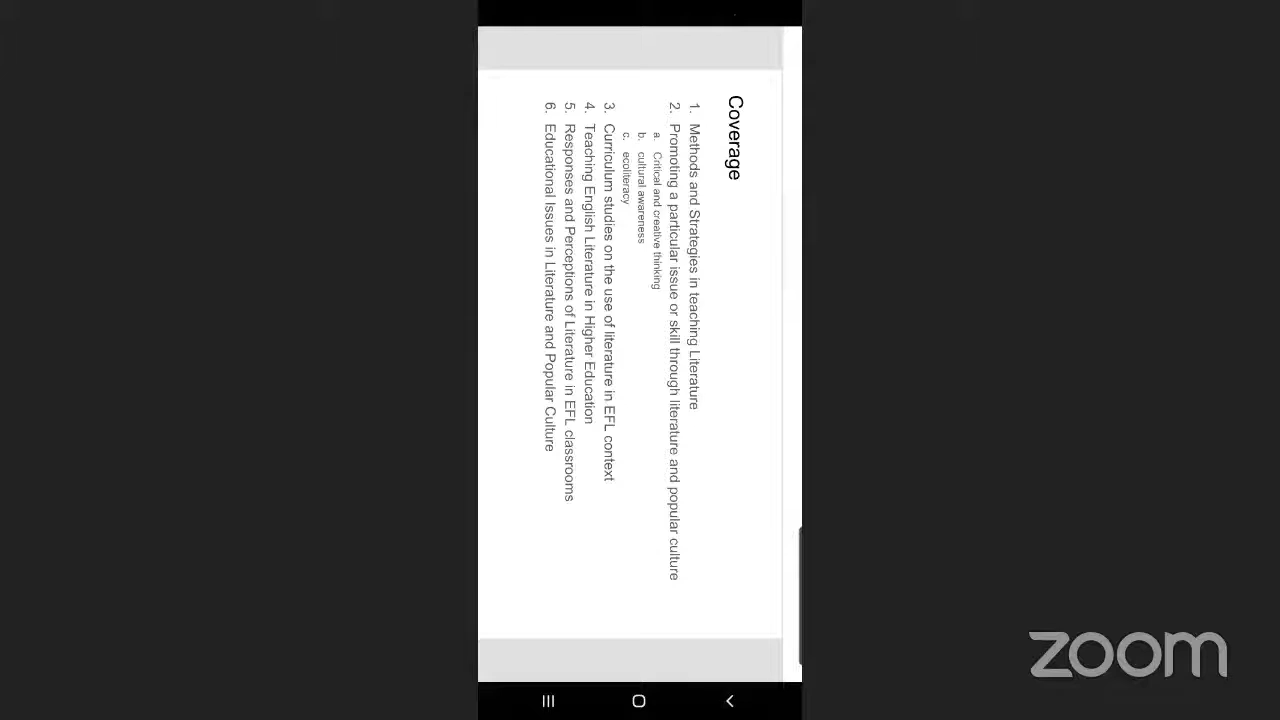 Coverage
1. Methods and Strategies in teaching Literature
2. Promoting a particular issue or skill through literature and popular culture
a. Critical and creative thinking
b. cultural awareness
c. ecoliteracy
3. Curriculum studies on the use of literature in EFL context
4. Teaching English Literature in Higher Education
5. Responses and Perceptions of Literature in EFL classrooms
6. Educational Issues in Literature and Popular Culture
zoom